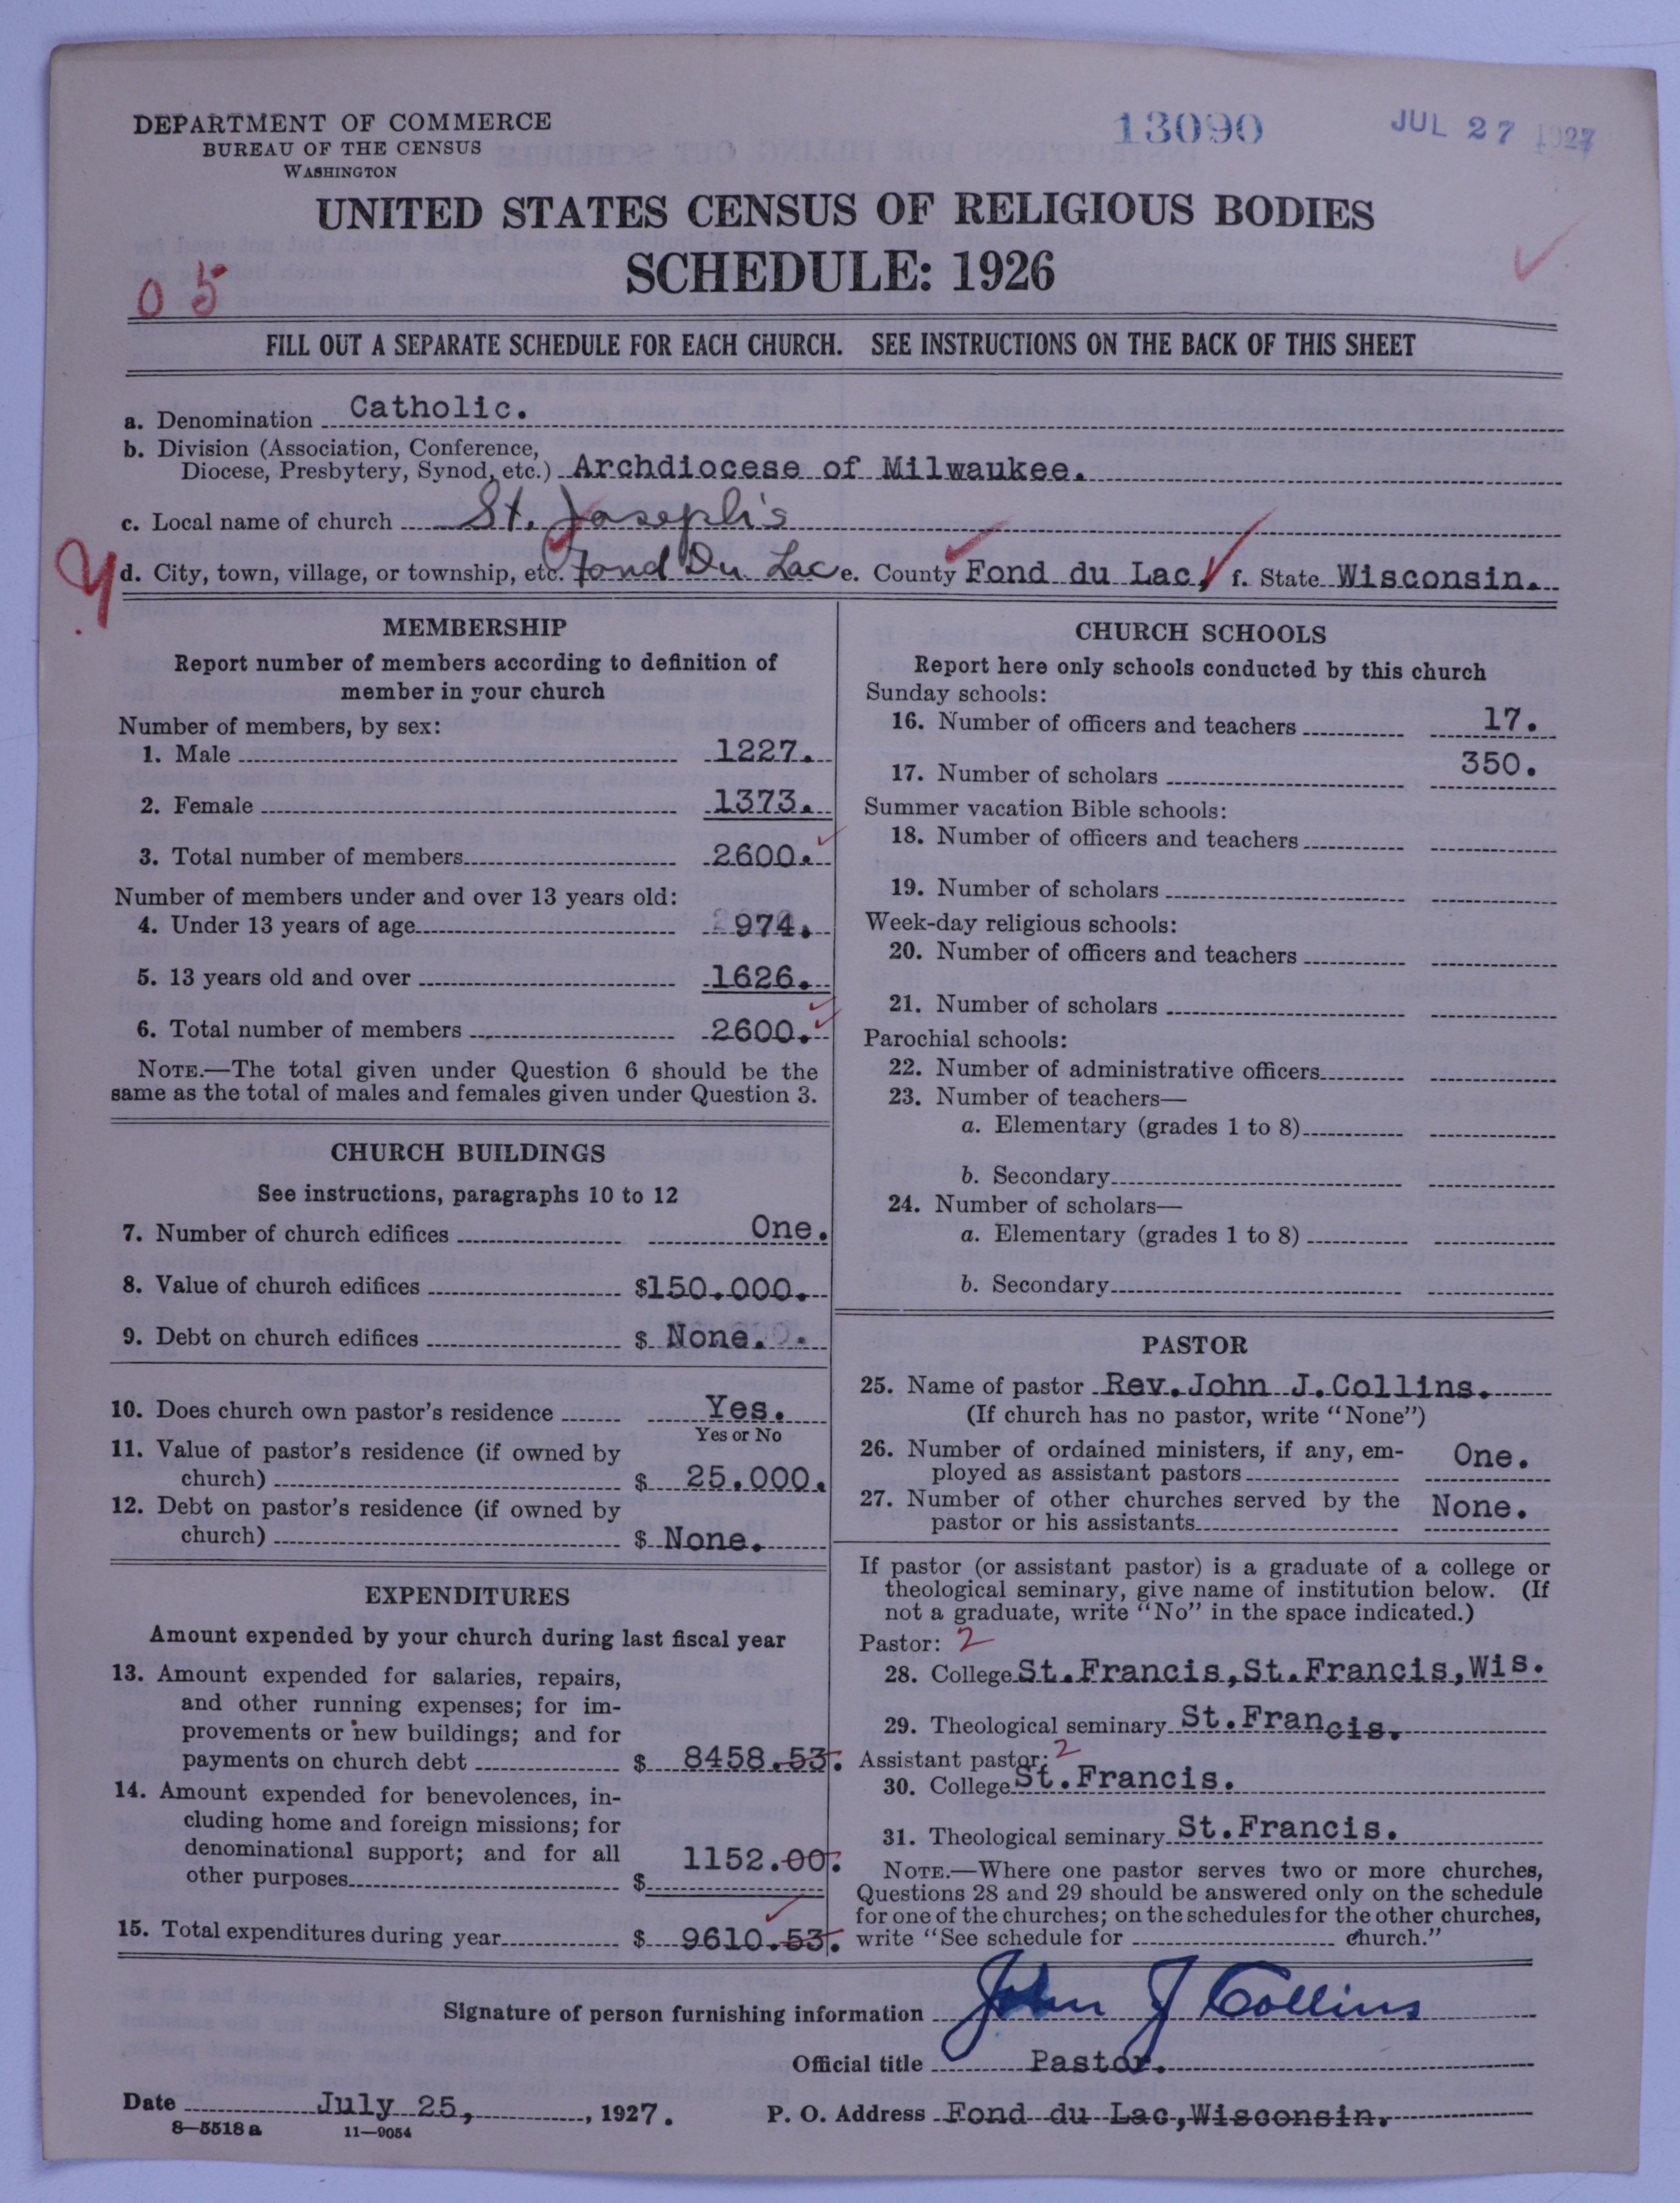 DEPARTMENT OF COMMERCE
BUREAU OF THE CENSUS
WASHINGTON
13090
JUL 27 1927
UNITED STATES CENSUS OF RELIGIOUS BODIES
SCHEDULE: 1926
05
FILL OUT A SEPARATE SCHEDULE FOR EACH CHURCH. SEE INSTRUCTIONS ON THE BACK OF THIS SHEET
a. Denomination Catholic.
b. Division (Association, Conference,
Diocese, Presbytery, Synod, etc.) Archdiocese of Milwaukee.
c. Local name of church St. Joseph's
d. City, town, village, or township, etc. Fond Du Lac e. County Fond du Lac, f. State Wisconsin.
MEMBERSHIP
Report number of members according to definition of
member in your church
Number of members, by sex:
1. Male 1227.
2. Female 1373.
3. Total number of members 2600.
Number of members under and over 13 years old:
4. Under 13 years of age 974.
5. 13 years old and over 1626.
6. Total number of members 2600.
NOTE.—The total given under Question 6 should be the
same as the total of males and females given under Question 3.
CHURCH BUILDINGS
See instructions, paragraphs 10 to 12
7. Number of church edifices One.
8. Value of church edifices $150.000.
9. Debt on church edifices $ None.
10. Does church own pastor's residence Yes.
Yes or No
11. Value of pastor's residence (if owned by
church) $ 25.000.
12. Debt on pastor's residence (if owned by
church) $ None.
EXPENDITURES
Amount expended by your church during last fiscal year
13. Amount expended for salaries, repairs,
and other running expenses; for im-
provements or new buildings; and for
payments on church debt $ 8458.53.
14. Amount expended for benevolences, in-
cluding home and foreign missions; for
denominational support; and for all
other purposes $ 1152.00.
15. Total expenditures during year $ 9610.53.
CHURCH SCHOOLS
Report here only schools conducted by this church
Sunday schools:
16. Number of officers and teachers 17.
17. Number of scholars 350.
Summer vacation Bible schools:
18. Number of officers and teachers
19. Number of scholars
Week-day religious schools:
20. Number of officers and teachers
21. Number of scholars
Parochial schools:
22. Number of administrative officers
23. Number of teachers—
a. Elementary (grades 1 to 8)
b. Secondary
24. Number of scholars—
a. Elementary (grades 1 to 8)
b. Secondary
PASTOR
25. Name of pastor Rev. John J. Collins.
(If church has no pastor, write "None")
26. Number of ordained ministers, if any, em-
ployed as assistant pastors One.
27. Number of other churches served by the
pastor or his assistants None.
If pastor (or assistant pastor) is a graduate of a college or
theological seminary, give name of institution below. (If
not a graduate, write "No" in the space indicated.)
Pastor: 2
28. College St. Francis, St. Francis, Wis.
29. Theological seminary St. Francis.
Assistant pastor: 2
30. College St. Francis.
31. Theological seminary St. Francis.
NOTE.—Where one pastor serves two or more churches,
Questions 28 and 29 should be answered only on the schedule
for one of the churches; on the schedules for the other churches,
write "See schedule for church."
Signature of person furnishing information John J Collins
Official title Pastor.
Date July 25, 1927.
P. O. Address Fond du Lac, Wisconsin.
8—5518 a 11—9054